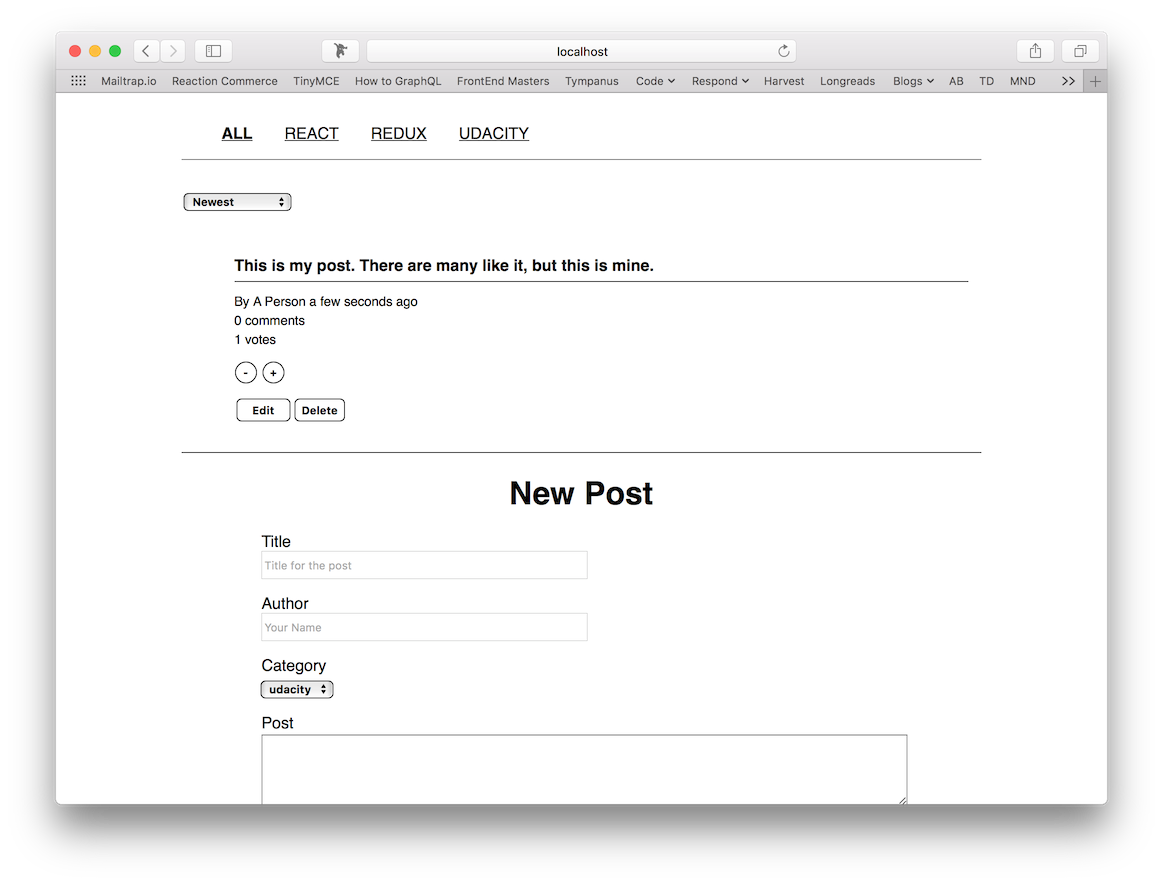 localhost
Mailtrap.io Reaction Commerce TinyMCE How to GraphQL FrontEnd Masters Tympanus Code Respond Harvest Longreads Blogs AB TD MND >> +
ALL REACT REDUX UDACITY
Newest
This is my post. There are many like it, but this is mine.
By A Person a few seconds ago
0 comments
1 votes
- +
Edit Delete
New Post
Title
Title for the post
Author
Your Name
Category
udacity
Post